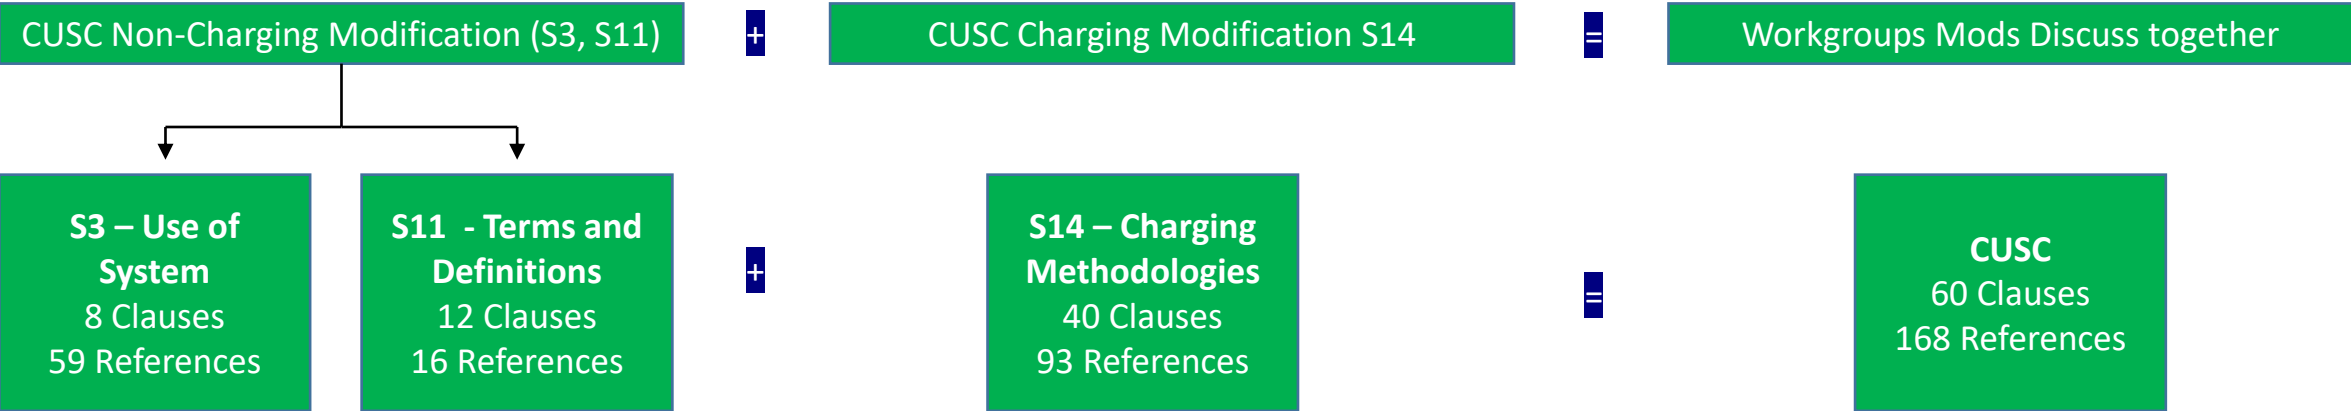 CUSC Non-Charging Modification (S3, S11)
+
CUSC Charging Modification S14
=
Workgroups Mods Discuss together
S3 – Use of
System
8 Clauses
59 References
S11  - Terms and
Definitions
12 Clauses
16 References
+
S14 – Charging
Methodologies
40 Clauses
93 References
=
CUSC
60 Clauses
168 References